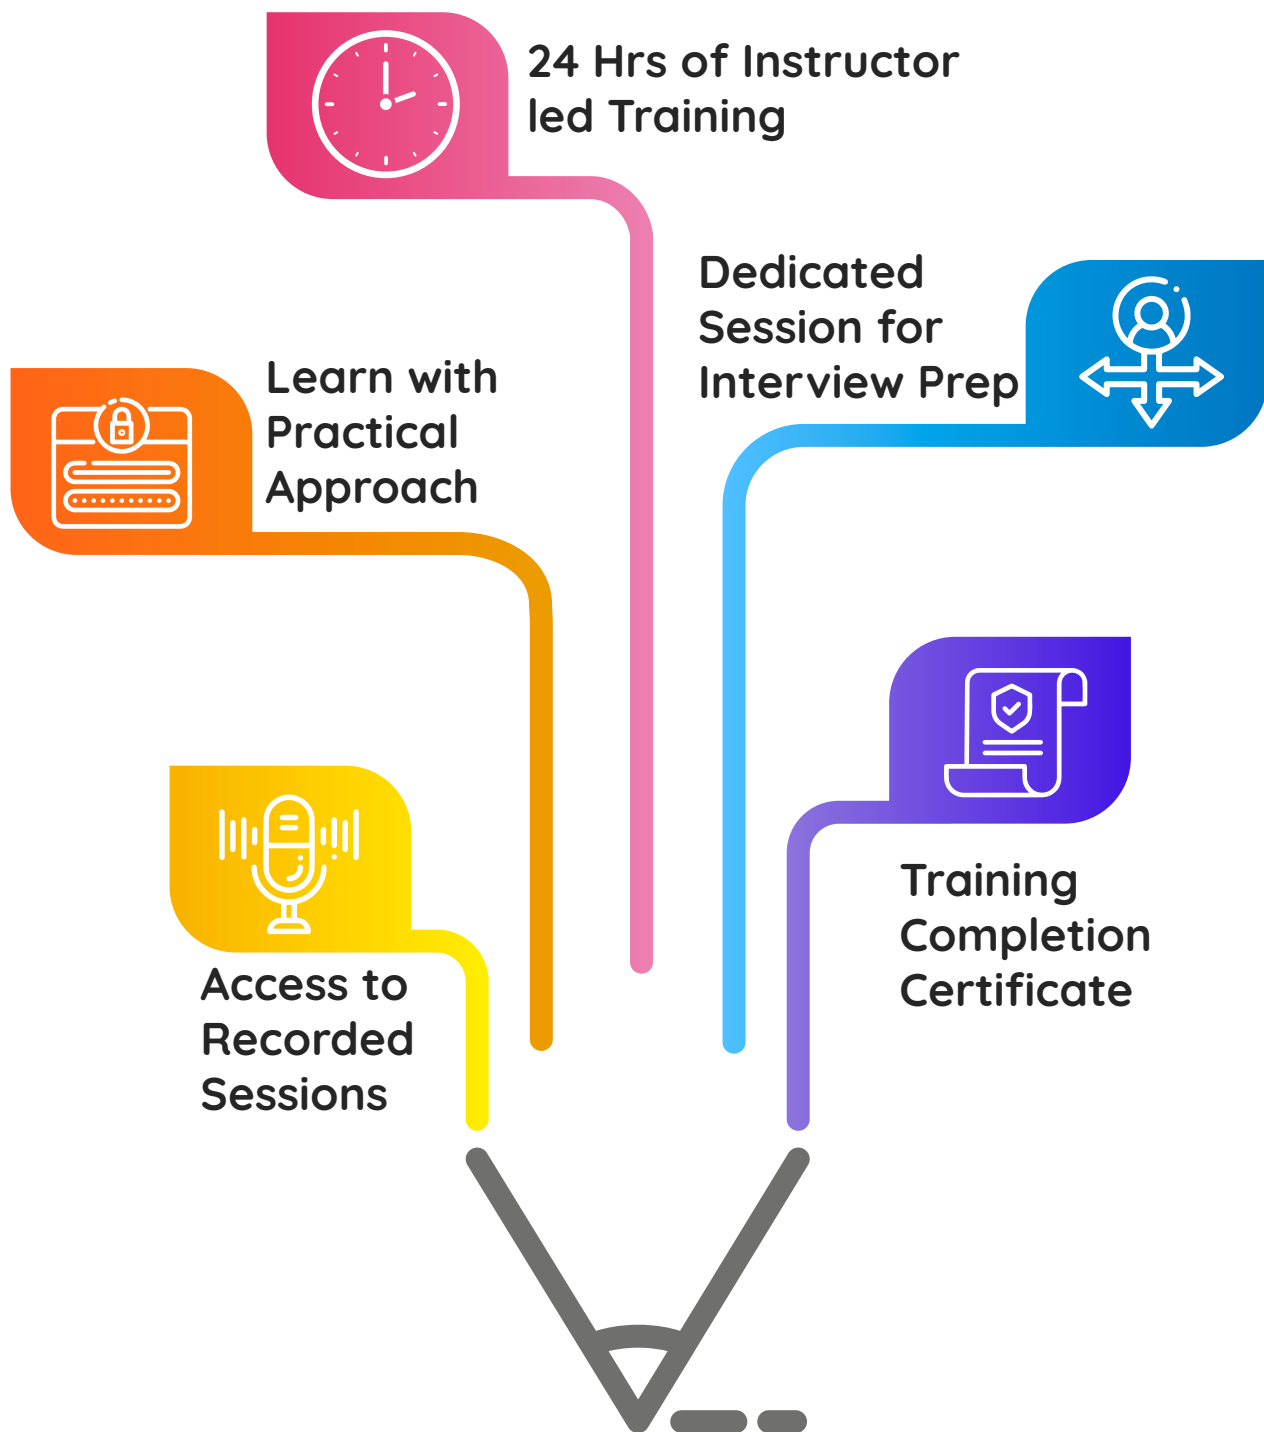 24 Hrs of Instructor
led Training
Dedicated
Session for
Interview Prep
Learn with
Practical
Approach
Training
Completion
Certificate
Access to
Recorded
Sessions